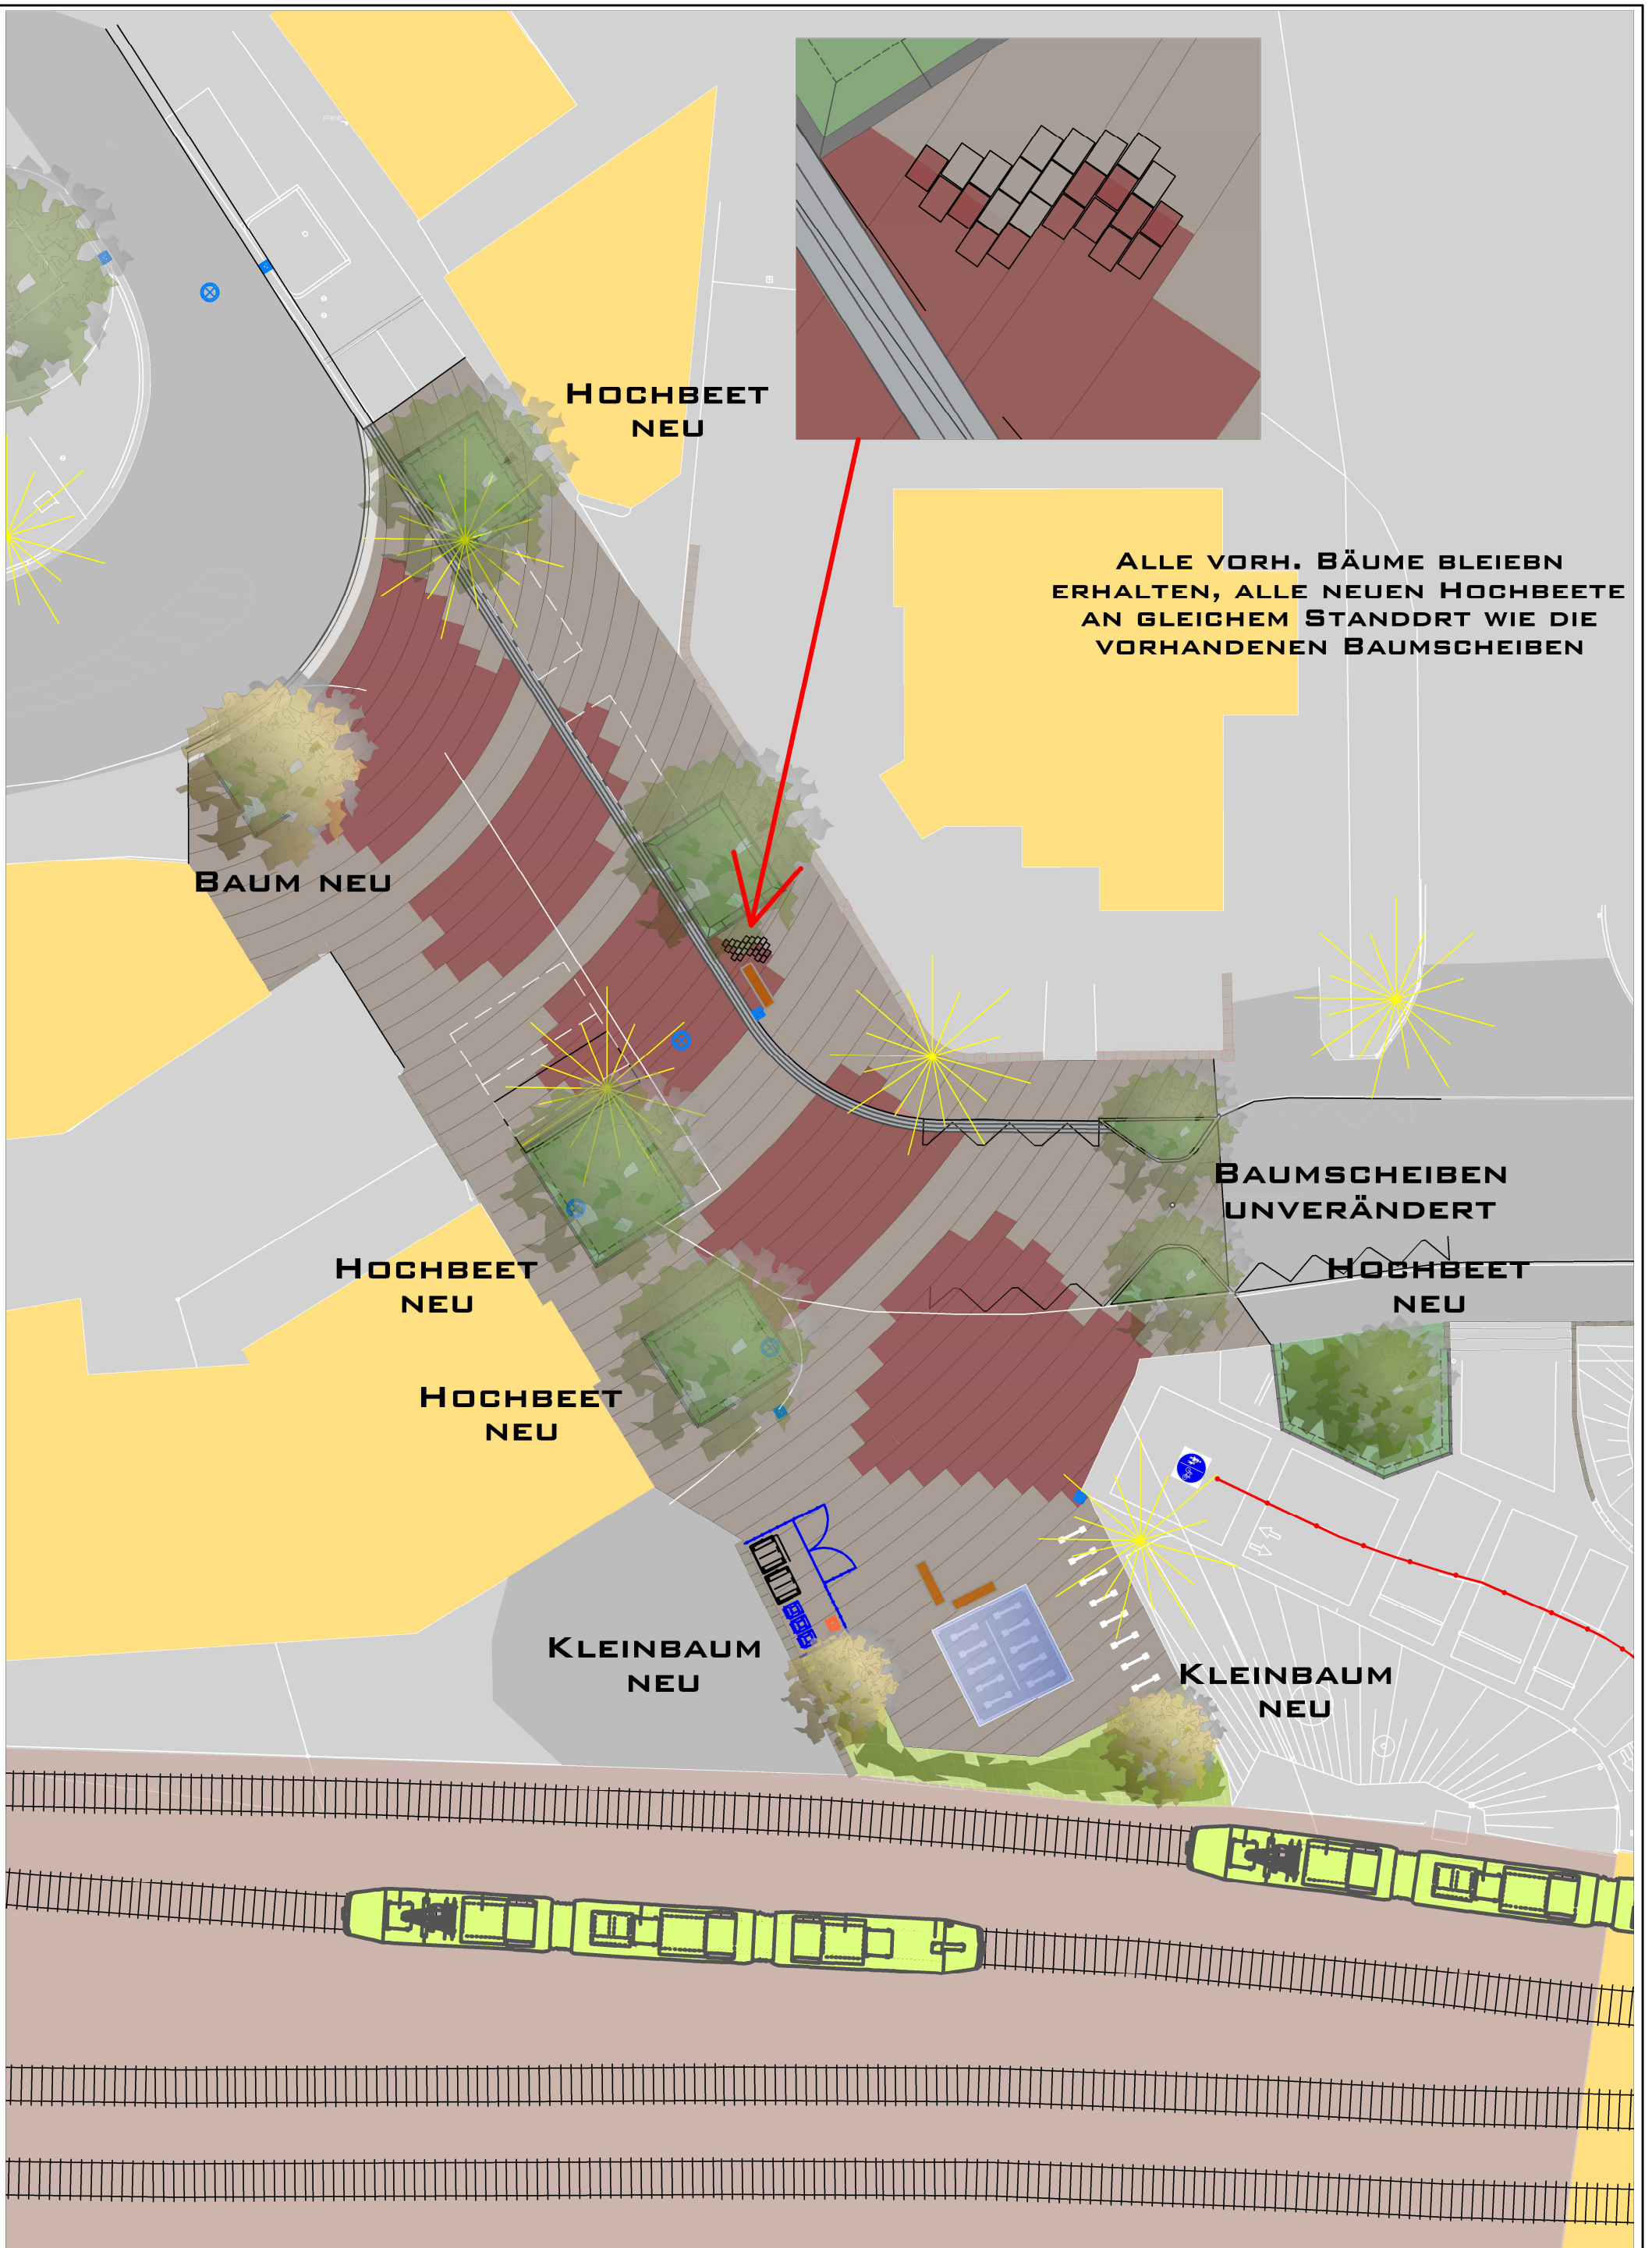 Hochbeet
neu
Alle vorh. Bäume bleiebn
erhalten, alle neuen Hochbeete
an gleichem Standdrt wie die
vorhandenen Baumscheiben
Baum neu
Baumscheiben
unverändert
Hochbeet
neu
Hochbeet
neu
Hochbeet
neu
Kleinbaum
neu
Kleinbaum
neu